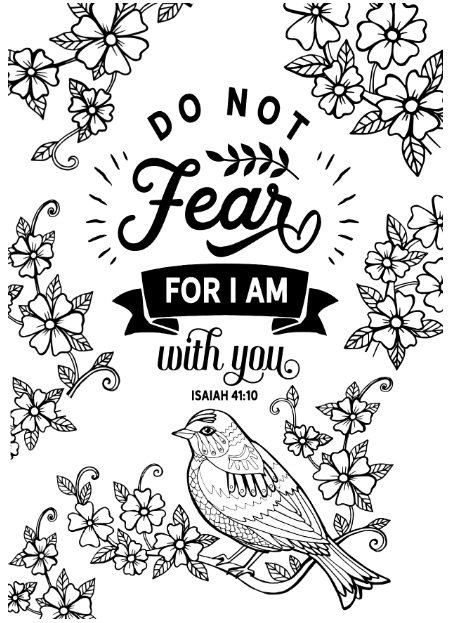 DO NOT
Fear
FOR I AM
with you
ISAIAH 41:10